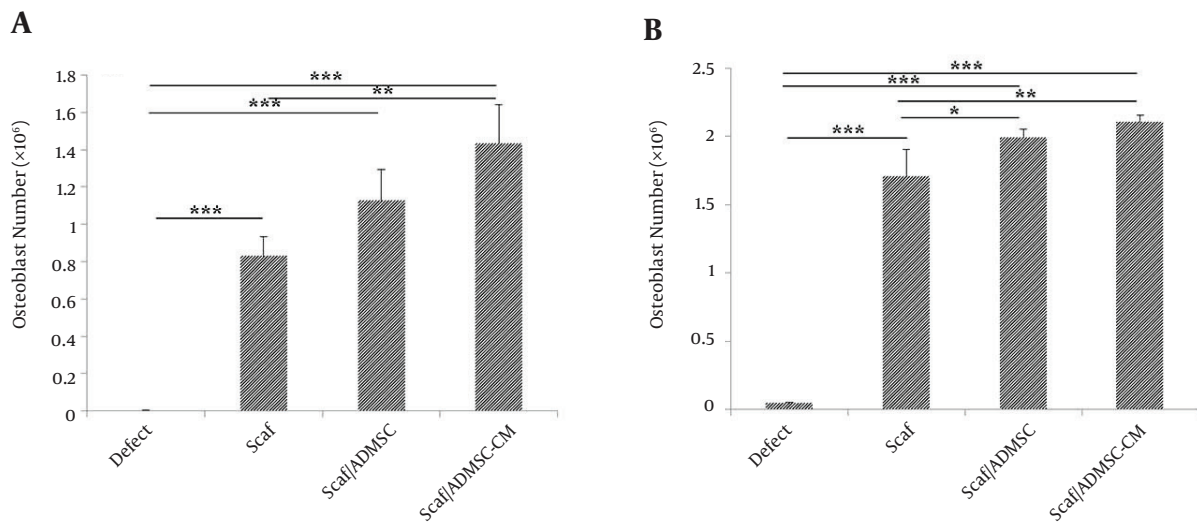 A
Osteoblast Number (×10⁶)
1.8
1.6
1.4
1.2
1
0.8
0.6
0.4
0.2
0
***
***
**
***
***
Defect
Scaf
Scaf/ADMSC
Scaf/ADMSC-CM
B
Osteoblast Number (×10⁶)
2.5
2
1.5
1
0.5
0
***
***
**
*
***
Defect
Scaf
Scaf/ADMSC
Scaf/ADMSC-CM